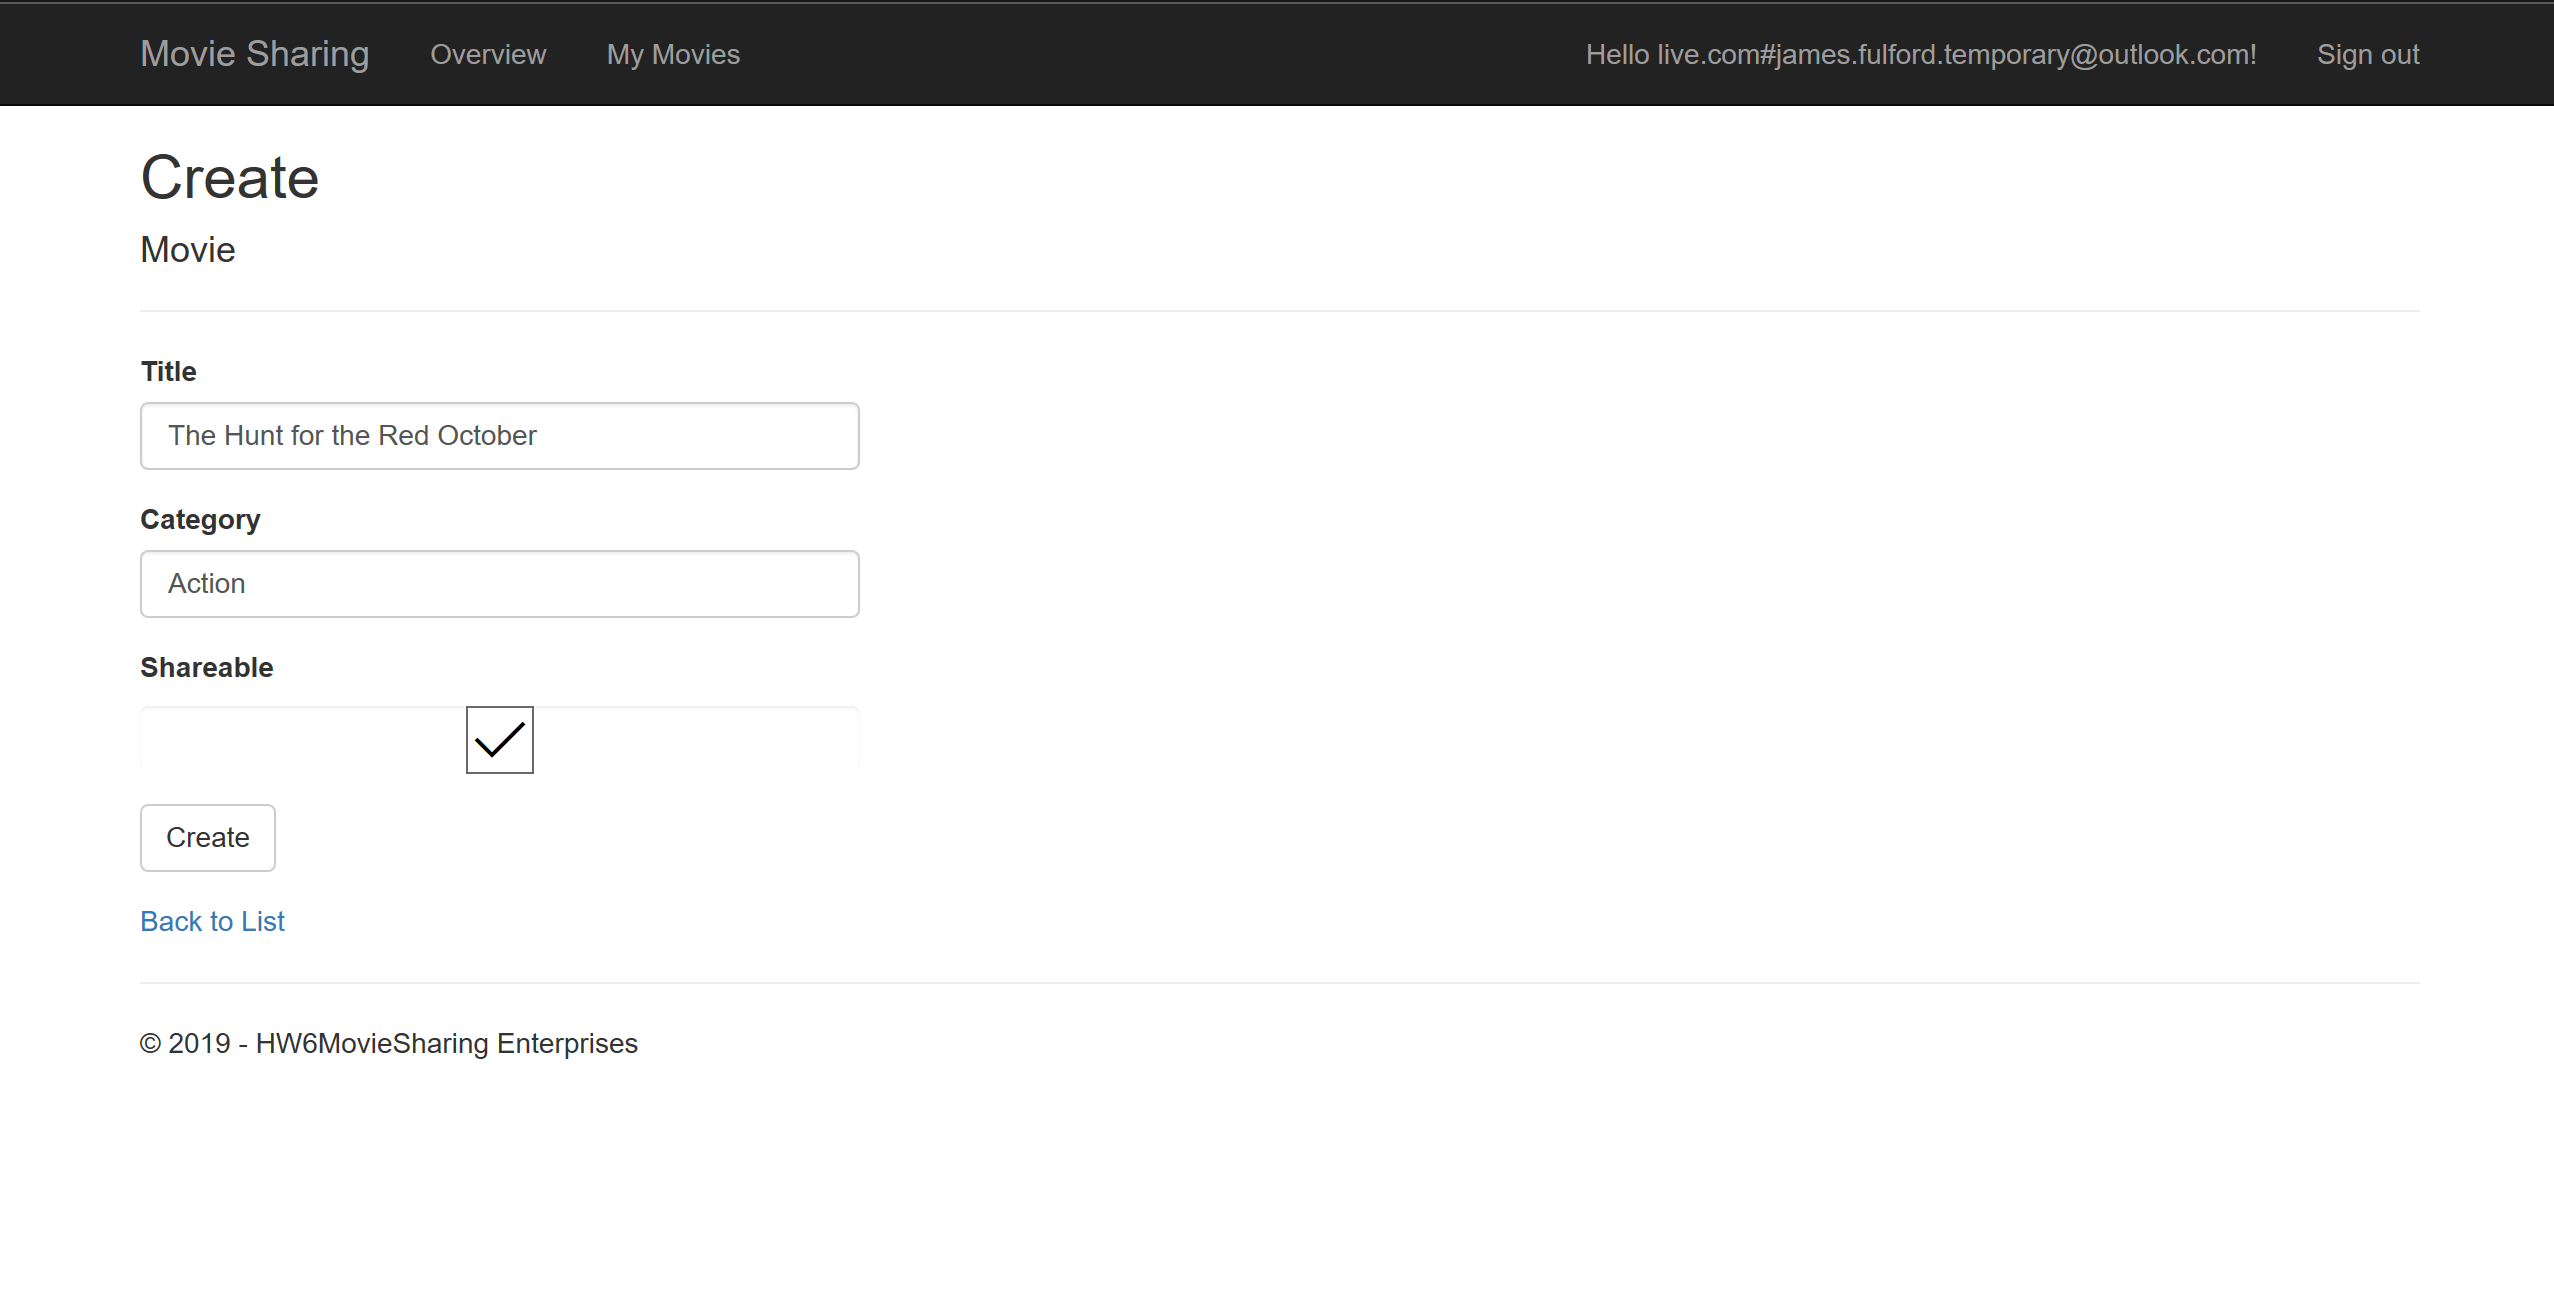 Movie Sharing Overview My Movies Hello live.com#james.fulford.temporary@outlook.com! Sign out
Create
Movie
Title
The Hunt for the Red October
Category
Action
Shareable
Create
Back to List
© 2019 - HW6MovieSharing Enterprises